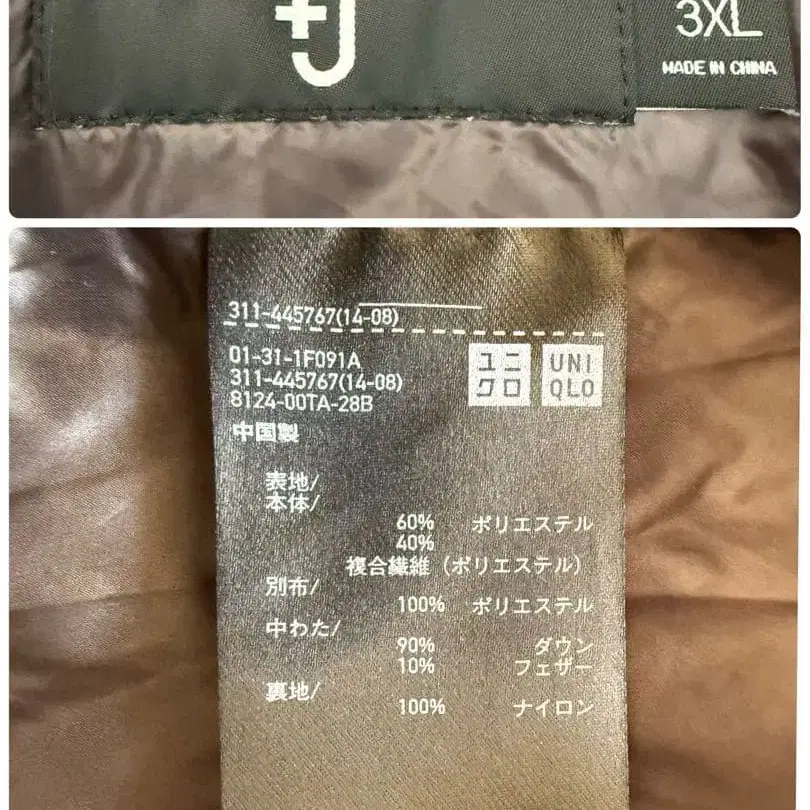 +J
3XL
MADE IN CHINA
311-445767(14-08)
01-31-1F091A
311-445767(14-08)
8124-00TA-28B
ユニクロ
UNIQLO
中国製
表地/
本体/
60% ポリエステル
40%
複合繊維(ポリエステル)
別布/
100% ポリエステル
中わた/
90% ダウン
10% フェザー
裏地/
100% ナイロン